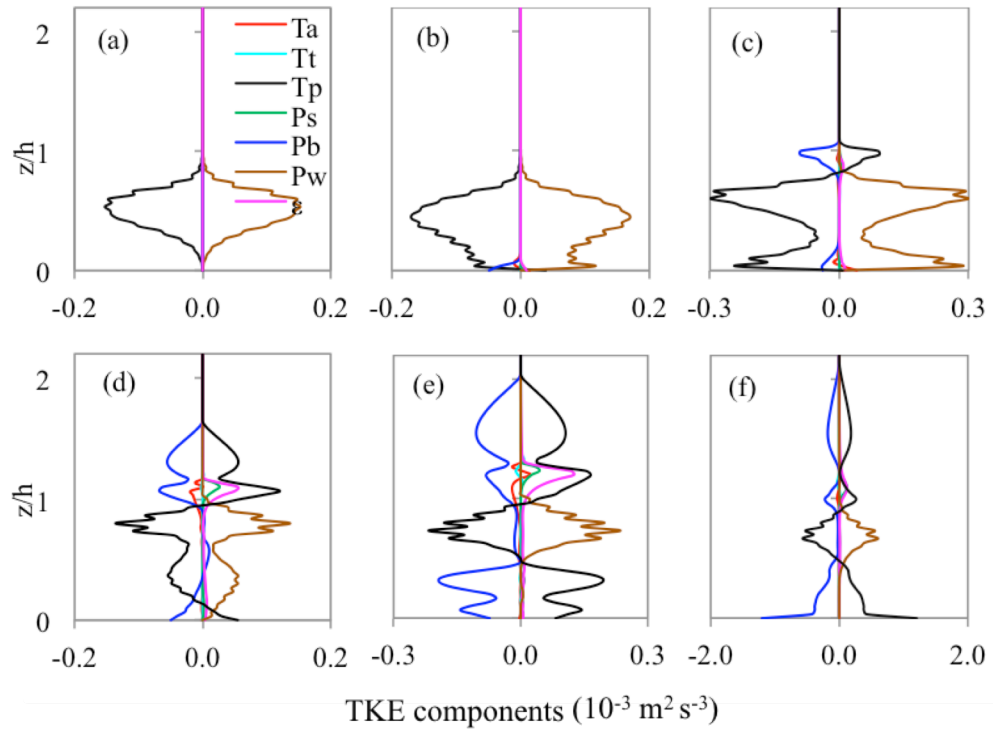 2 (a) Ta (b) (c)
Tt
Tp
Ps
z/h 1 Pb
Pw
0
-0.2 0.0 0.2 -0.2 0.0 0.2 -0.3 0.0 0.3
2 (d) (e) (f)
z/h 1
0
-0.2 0.0 0.2 -0.3 0.0 0.3 -2.0 0.0 2.0
TKE components (10⁻³ m² s⁻³)